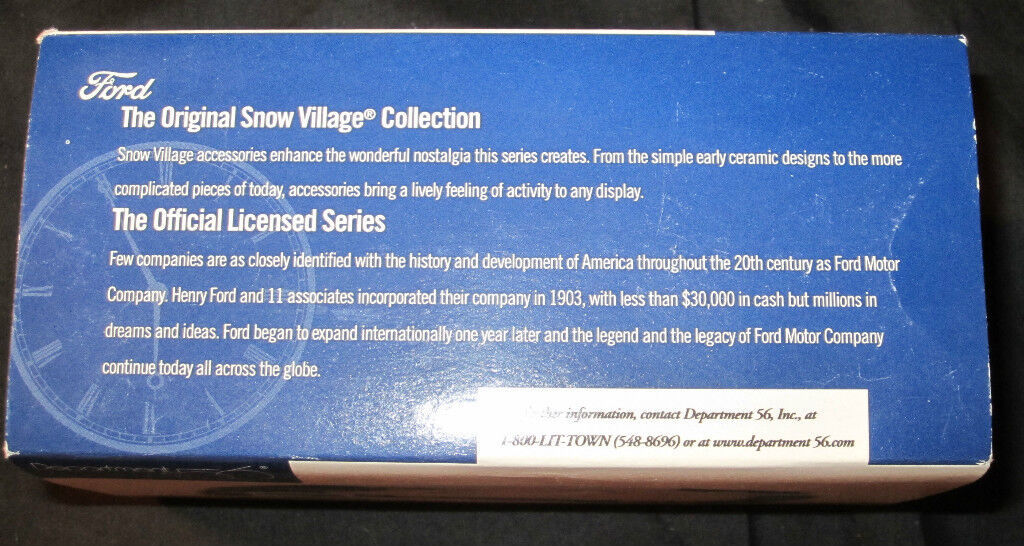 Ford
The Original Snow Village® Collection
Snow Village accessories enhance the wonderful nostalgia this series creates. From the simple early ceramic designs to the more
complicated pieces of today, accessories bring a lively feeling of activity to any display.
The Official Licensed Series
Few companies are as closely identified with the history and development of America throughout the 20th century as Ford Motor
Company. Henry Ford and 11 associates incorporated their company in 1903, with less than $30,000 in cash but millions in
dreams and ideas. Ford began to expand internationally one year later and the legend and the legacy of Ford Motor Company
continue today all across the globe.
information, contact Department 56, Inc., at
1-800-LIT-TOWN (548-8696) or at www.department 56.com
Department